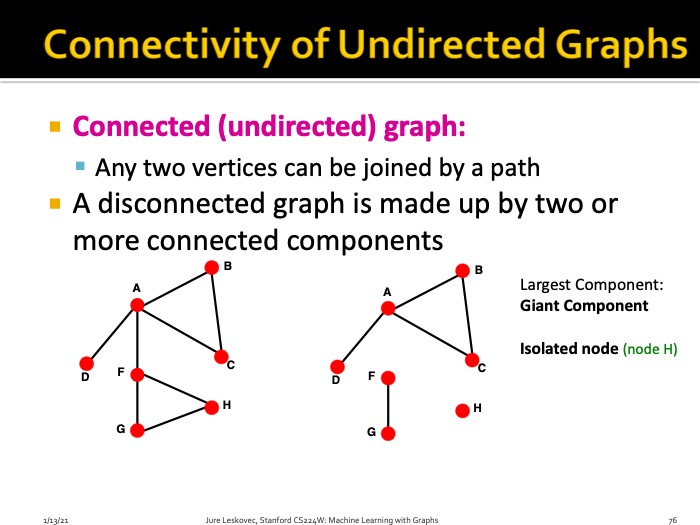 Connectivity of Undirected Graphs
Connected (undirected) graph:
Any two vertices can be joined by a path
A disconnected graph is made up by two or
more connected components
A
B
C
D
F
G
H
A
B
C
D
F
G
H
Largest Component:
Giant Component
Isolated node (node H)
1/13/21
Jure Leskovec, Stanford CS224W: Machine Learning with Graphs
76